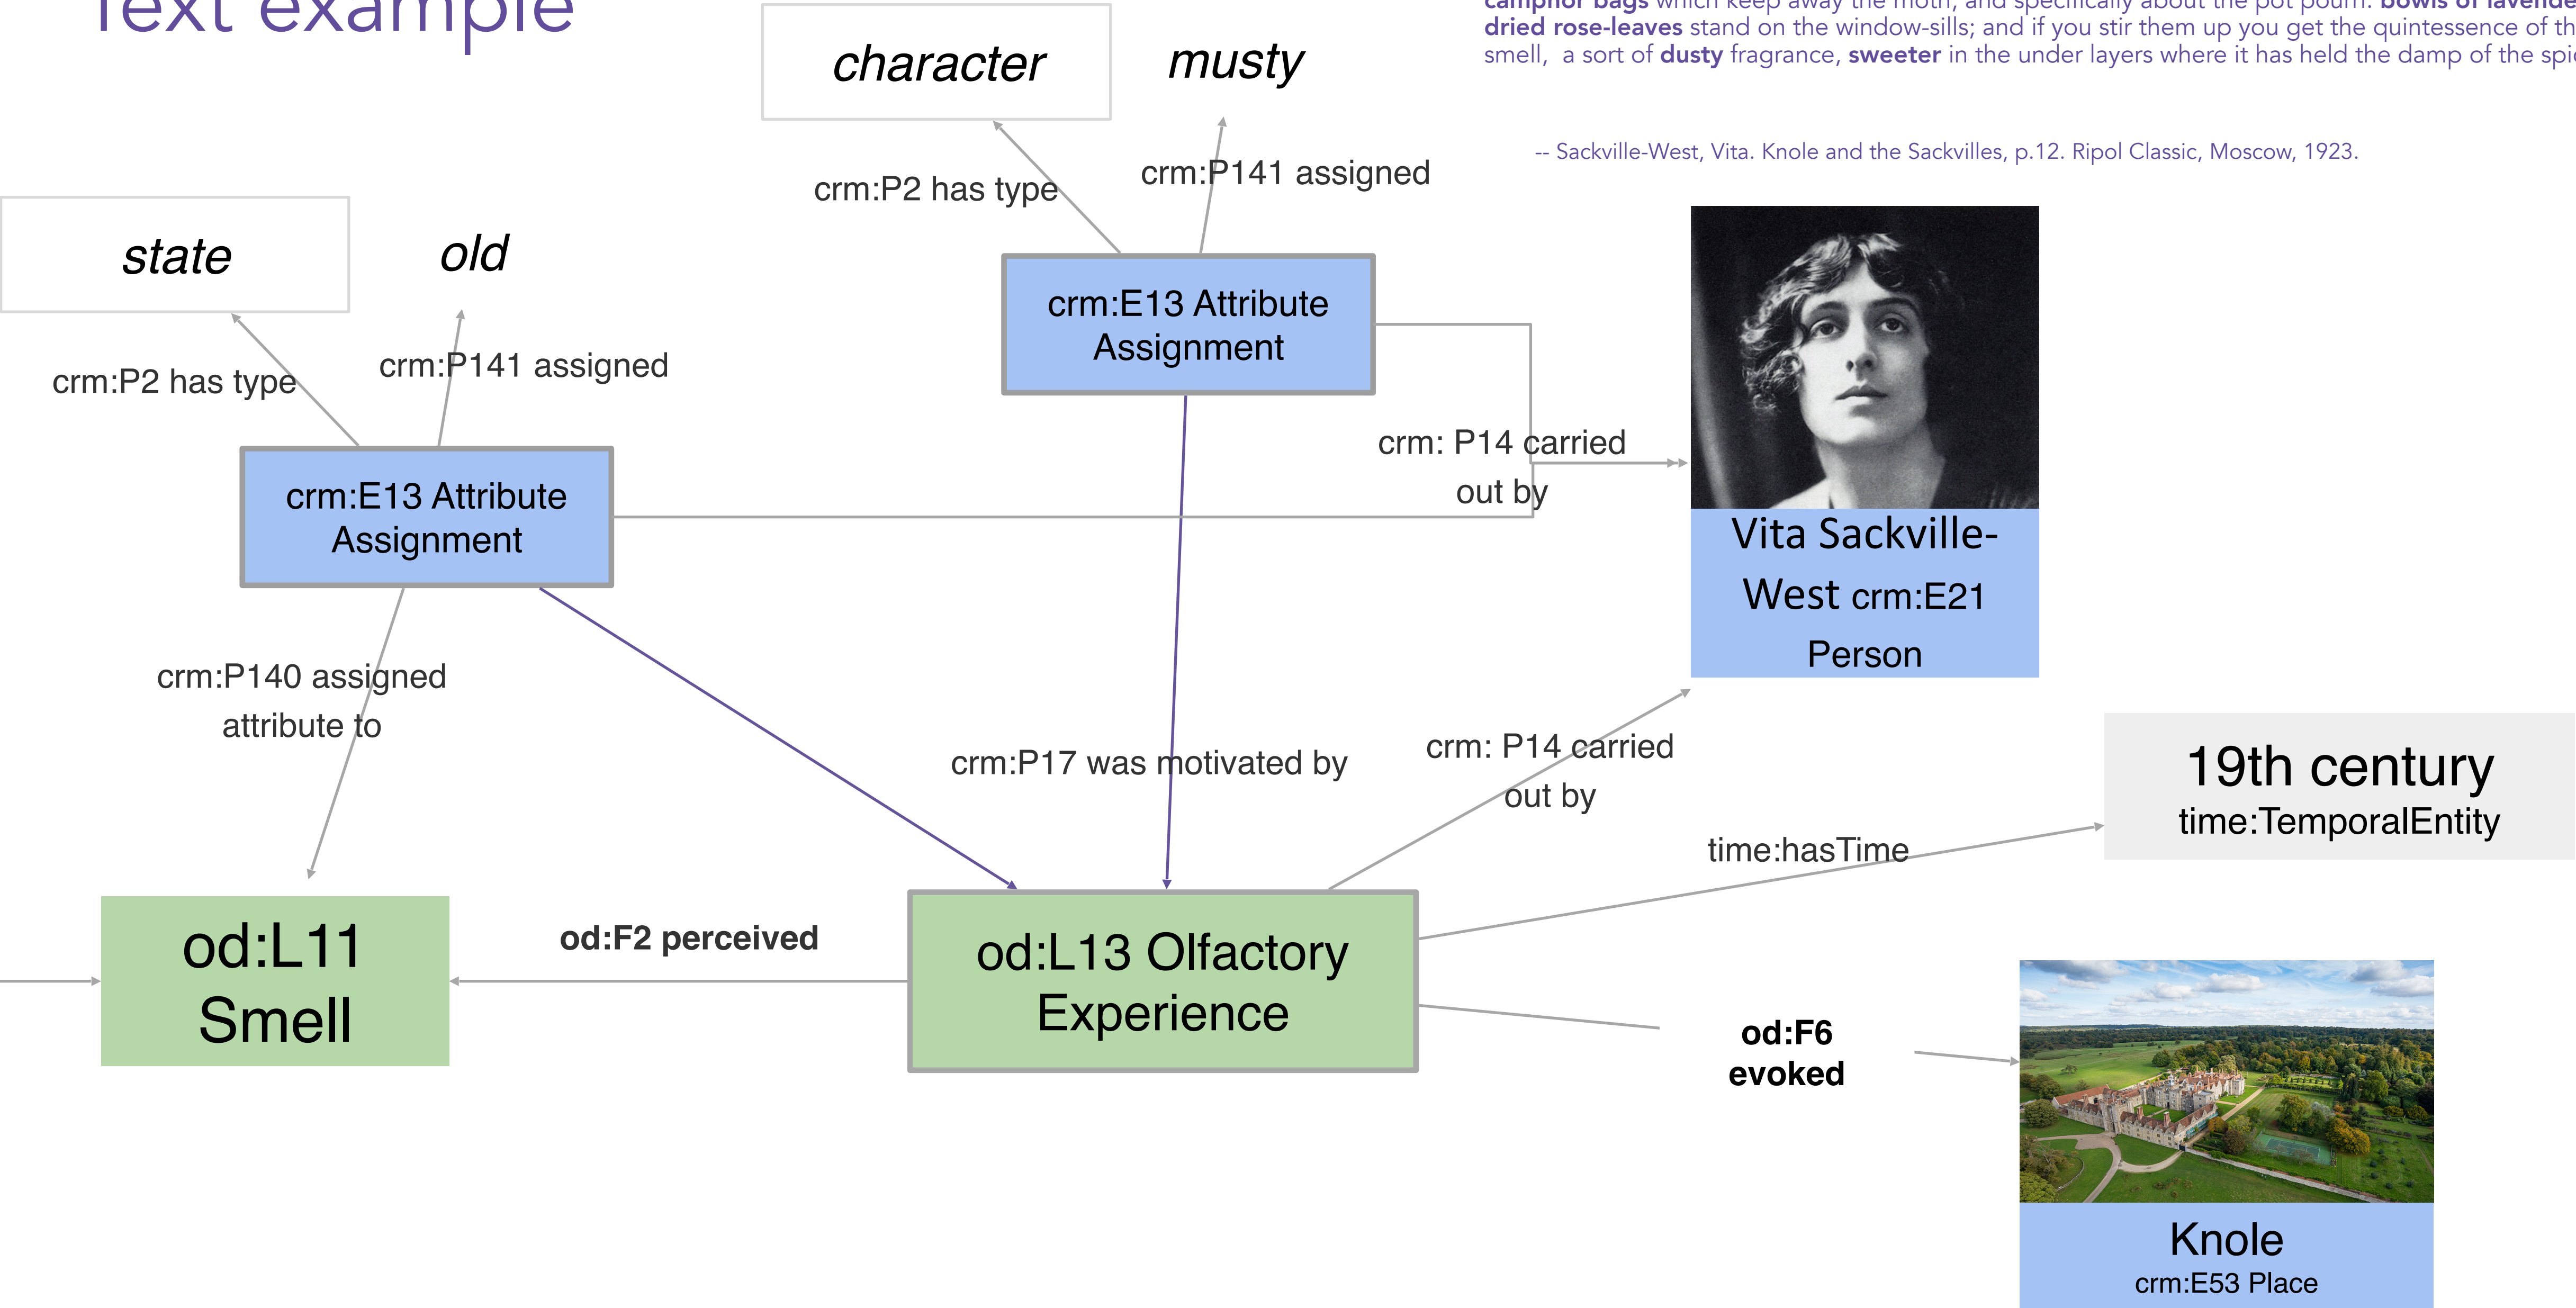 Text example
camphor bags which keep away the moth, and specifically about the pot pourri: bowls of lavende
dried rose-leaves stand on the window-sills; and if you stir them up you get the quintessence of th
smell, a sort of dusty fragrance, sweeter in the under layers where it has held the damp of the spi
-- Sackville-West, Vita. Knole and the Sackvilles, p.12. Ripol Classic, Moscow, 1923.
character
musty
crm:P2 has type
crm:P141 assigned
state
old
crm:P2 has type
crm:P141 assigned
crm:E13 Attribute
Assignment
crm:E13 Attribute
Assignment
crm: P14 carried
out by
Vita Sackville-
West crm:E21
Person
crm:P140 assigned
attribute to
crm:P17 was motivated by
crm: P14 carried
out by
19th century
time:TemporalEntity
time:hasTime
od:L11
Smell
od:F2 perceived
od:L13 Olfactory
Experience
od:F6
evoked
Knole
crm:E53 Place